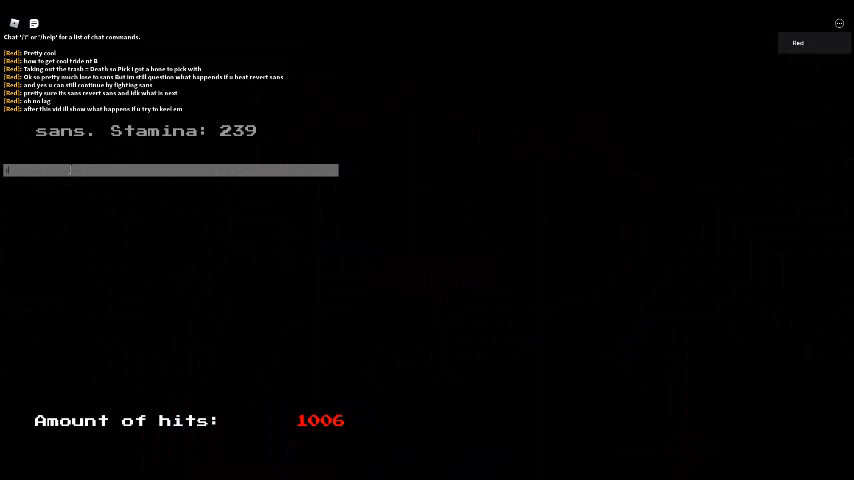 Chat '/?' or '/help' for a list of chat commands.
Red
[Red]: Pretty cool
[Red]: how to get cool tride nt B
[Red]: Taking out the trash = Death so Pick i got a bone to pick with
[Red]: Ok so pretty much lose to sans But im still question what happends if u beat revert sans
[Red]: and yes u can still continue by fighting sans
[Red]: pretty sure its sans revert sans and idk what is next
[Red]: oh no lag
[Red]: after this vid ill show what happens if u try to keel em
sans. Stamina: 239
Amount of hits: 1006